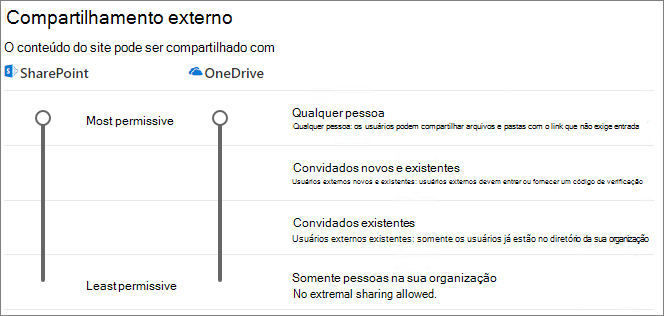 Compartilhamento externo
O conteúdo do site pode ser compartilhado com
SharePoint
OneDrive
Most permissive
Qualquer pessoa
Qualquer pessoa: os usuários podem compartilhar arquivos e pastas com o link que não exige entrada
Convidados novos e existentes
Usuários externos novos e existentes: usuários externos devem entrar ou fornecer um código de verificação
Convidados existentes
Usuários externos existentes: somente os usuários já estão no diretório da sua organização
Least permissive
Somente pessoas na sua organização
No extremal sharing allowed.